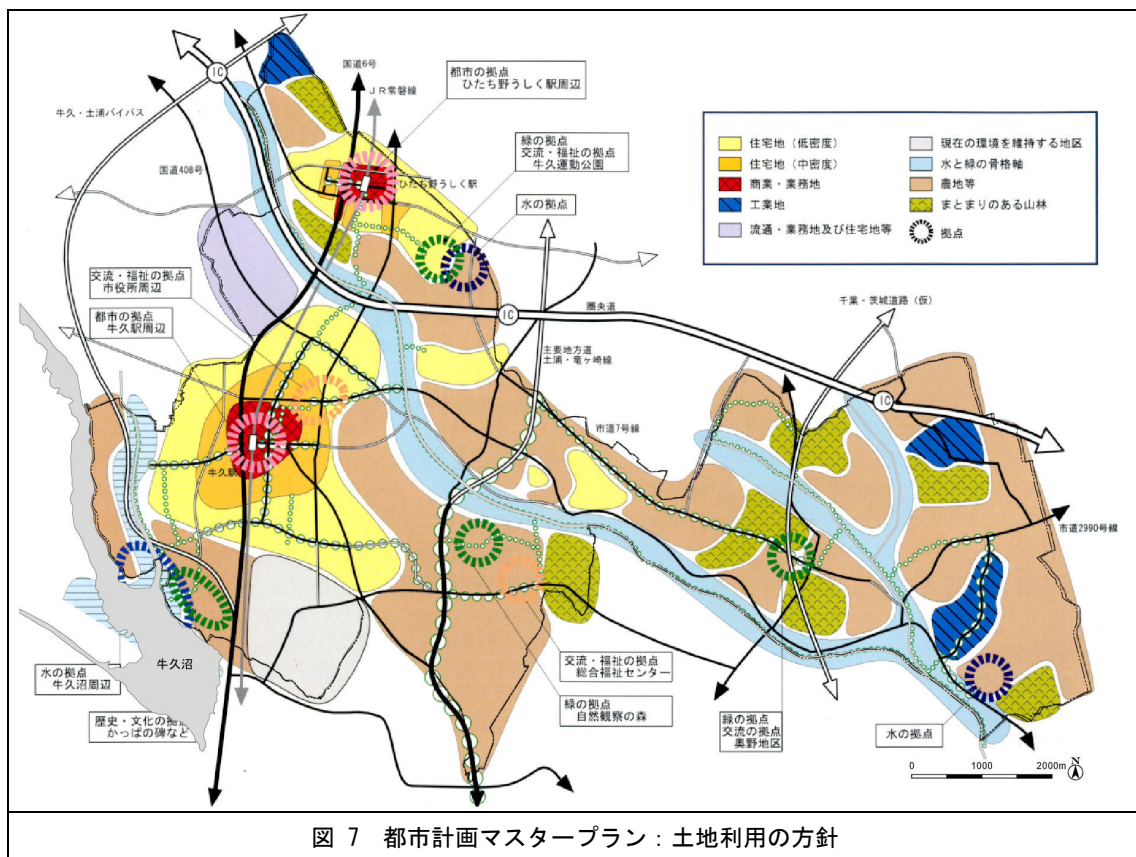 国道6号
JR常磐線
都市の拠点
ひたち野うしく駅周辺
牛久・土浦バイパス
国道408号
緑の拠点
交流・福祉の拠点
牛久運動公園
ひたち野うしく駅
水の拠点
住宅地(低密度)
住宅地(中密度)
商業・業務地
工業地
流通・業務地及び住宅地等
現在の環境を維持する地区
水と緑の骨格軸
農地等
まとまりのある山林
拠点
IC
交流・福祉の拠点
市役所周辺
都市の拠点
牛久駅周辺
IC
圏央道
千葉・茨城道路(仮)
主要地方道
土浦・竜ヶ崎線
IC
市道7号線
牛久駅
市道2990号線
牛久沼
水の拠点
牛久沼周辺
歴史・文化の拠点
かっぱの碑など
交流・福祉の拠点
総合福祉センター
緑の拠点
自然観察の森
緑の拠点
交流の拠点
奥野地区
水の拠点
0 1000 2000m
N
図 7 都市計画マスタープラン:土地利用の方針